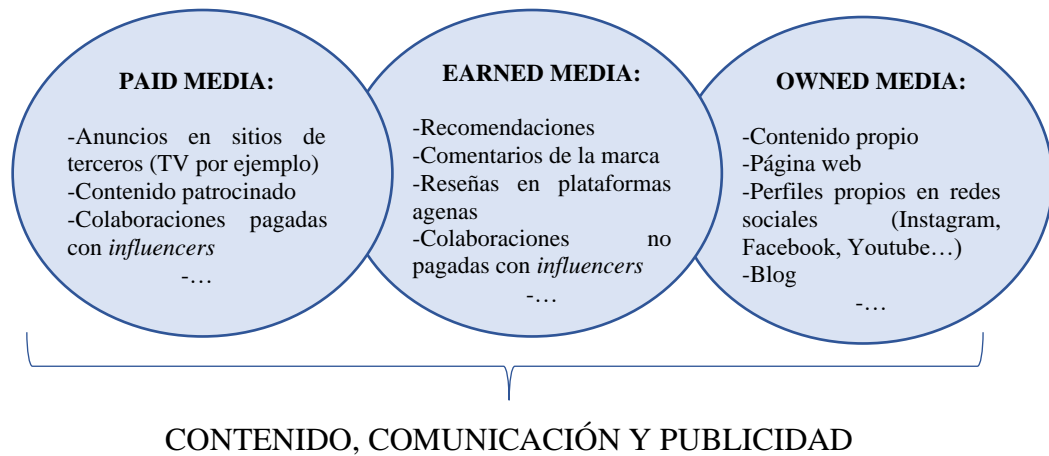 PAID MEDIA:
-Anuncios en sitios de
terceros (TV por ejemplo)
-Contenido patrocinado
-Colaboraciones pagadas
con influencers
-…
EARNED MEDIA:
-Recomendaciones
-Comentarios de la marca
-Reseñas en plataformas
agenas
-Colaboraciones no
pagadas con influencers
-…
OWNED MEDIA:
-Contenido propio
-Página web
-Perfiles propios en redes
sociales (Instagram,
Facebook, Youtube…)
-Blog
-…
CONTENIDO, COMUNICACIÓN Y PUBLICIDAD